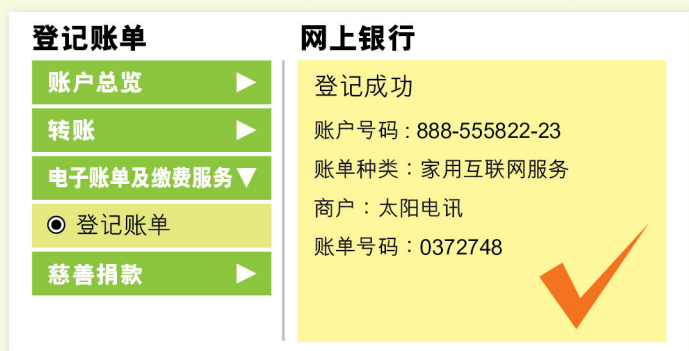 登记账单
账户总览
转账
电子账单及缴费服务
登记账单
慈善捐款
网上银行
登记成功
账户号码：888-555822-23
账单种类：家用互联网服务
商户：太阳电讯
账单号码：0372748